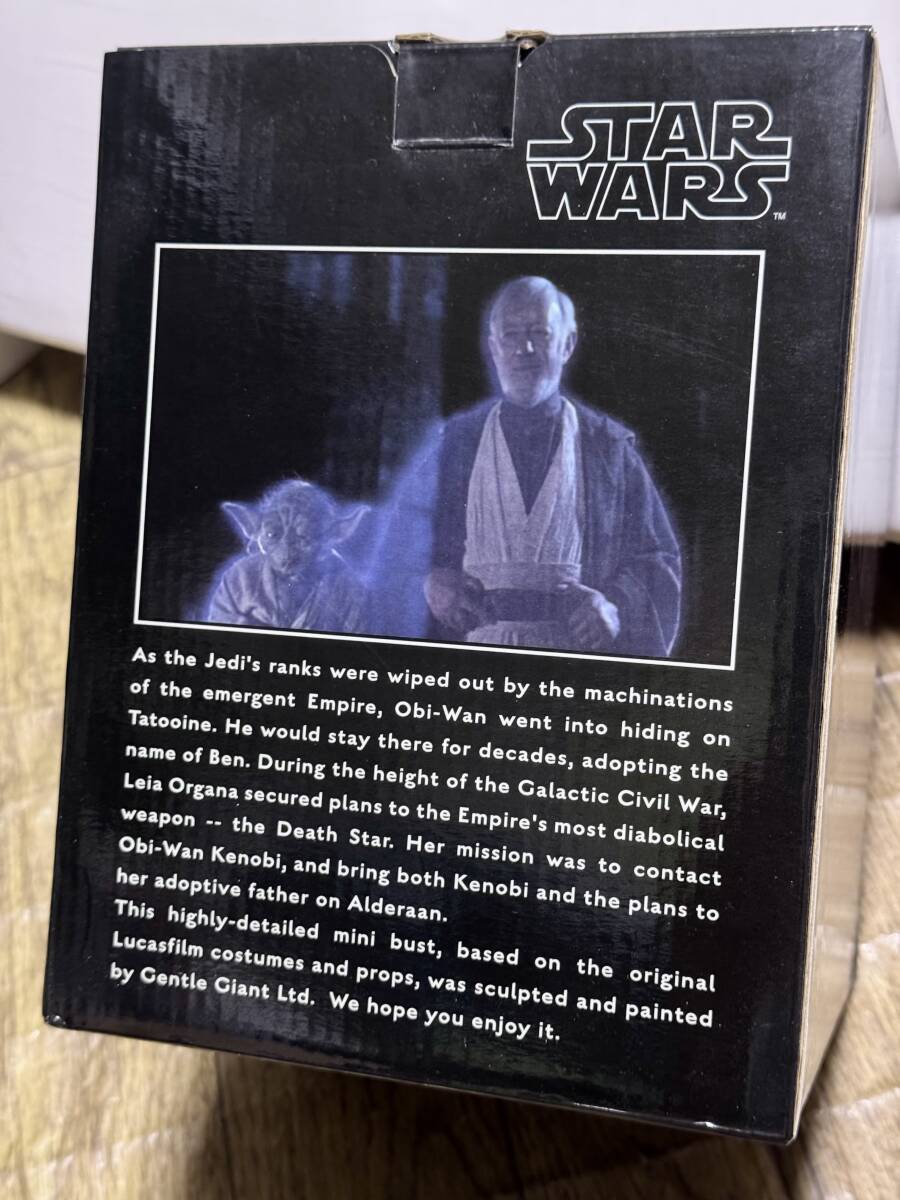 STAR
WARS™
As the Jedi's ranks were wiped out by the machinations
of the emergent Empire, Obi-Wan went into hiding on
Tatooine. He would stay there for decades, adopting the
name of Ben. During the height of the Galactic Civil War,
Leia Organa secured plans to the Empire's most diabolical
weapon -- the Death Star. Her mission was to contact
Obi-Wan Kenobi, and bring both Kenobi and the plans to
her adoptive father on Alderaan.
This highly-detailed mini bust, based on the original
Lucasfilm costumes and props, was sculpted and painted
by Gentle Giant Ltd. We hope you enjoy it.